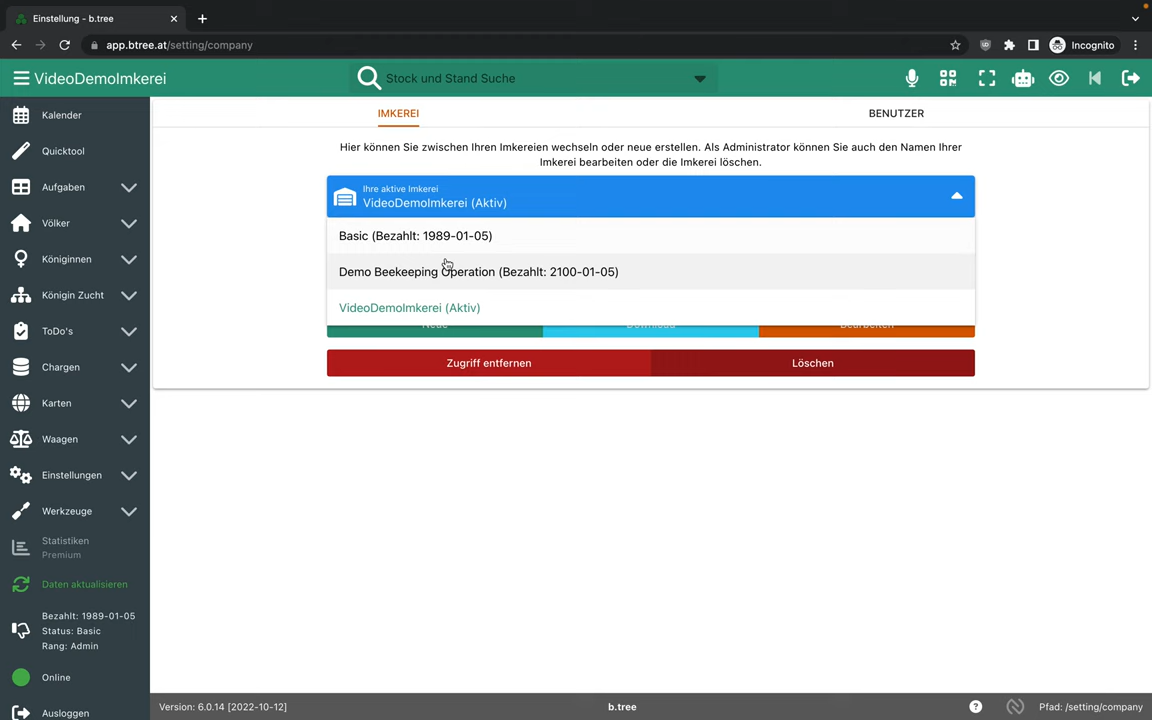 Einstellung - b.tree
app.btree.at/setting/company
Incognito
VideoDemoImkerei
Stock und Stand Suche
Kalender
Quicktool
Aufgaben
Völker
Königinnen
Königin Zucht
ToDo's
Chargen
Karten
Waagen
Einstellungen
Werkzeuge
Statistiken
Premium
Daten aktualisieren
Bezahlt: 1989-01-05
Status: Basic
Rang: Admin
Online
Ausloggen
IMKEREI
BENUTZER
Hier können Sie zwischen Ihren Imkereien wechseln oder neue erstellen. Als Administrator können Sie auch den Namen Ihrer
Imkerei bearbeiten oder die Imkerei löschen.
Ihre aktive Imkerei
VideoDemoImkerei (Aktiv)
Basic (Bezahlt: 1989-01-05)
Demo Beekeeping Operation (Bezahlt: 2100-01-05)
VideoDemoImkerei (Aktiv)
Neue Download Bearbeiten
Zugriff entfernen Löschen
Version: 6.0.14 [2022-10-12]
b.tree
Pfad: /setting/company